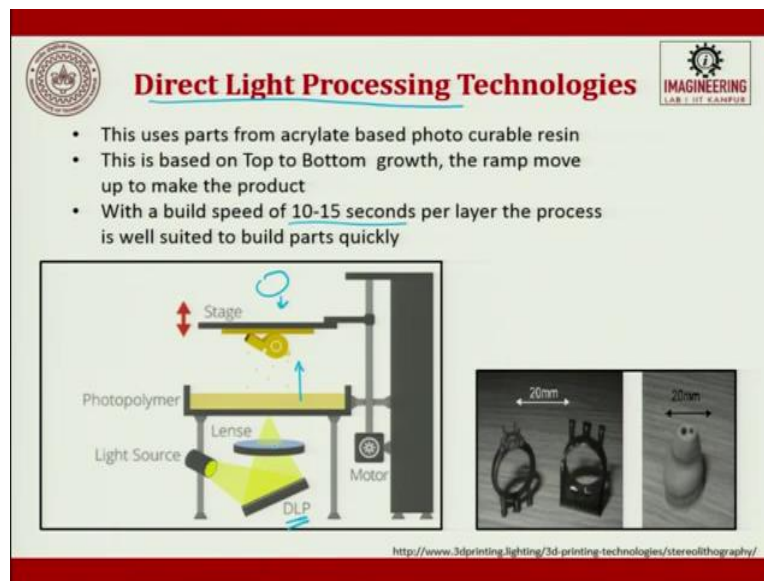 Direct Light Processing Technologies
IMAGINEERING
LAB | IIT KANPUR
• This uses parts from acrylate based photo curable resin
• This is based on Top to Bottom growth, the ramp move
up to make the product
• With a build speed of 10-15 seconds per layer the process
is well suited to build parts quickly
Stage
Photopolymer
Lense
Light Source
Motor
DLP
20mm
20mm
http://www.3dprinting.lighting/3d-printing-technologies/stereolithography/